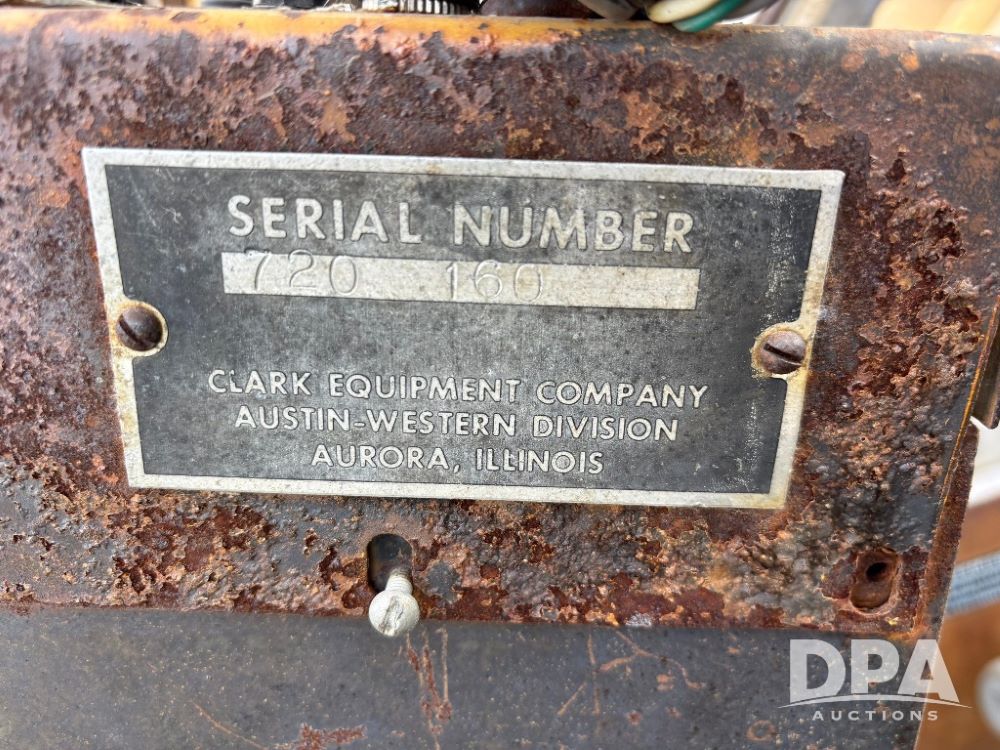 SERIAL NUMBER
720 160
CLARK EQUIPMENT COMPANY
AUSTIN-WESTERN DIVISION
AURORA, ILLINOIS
DPA
AUCTIONS